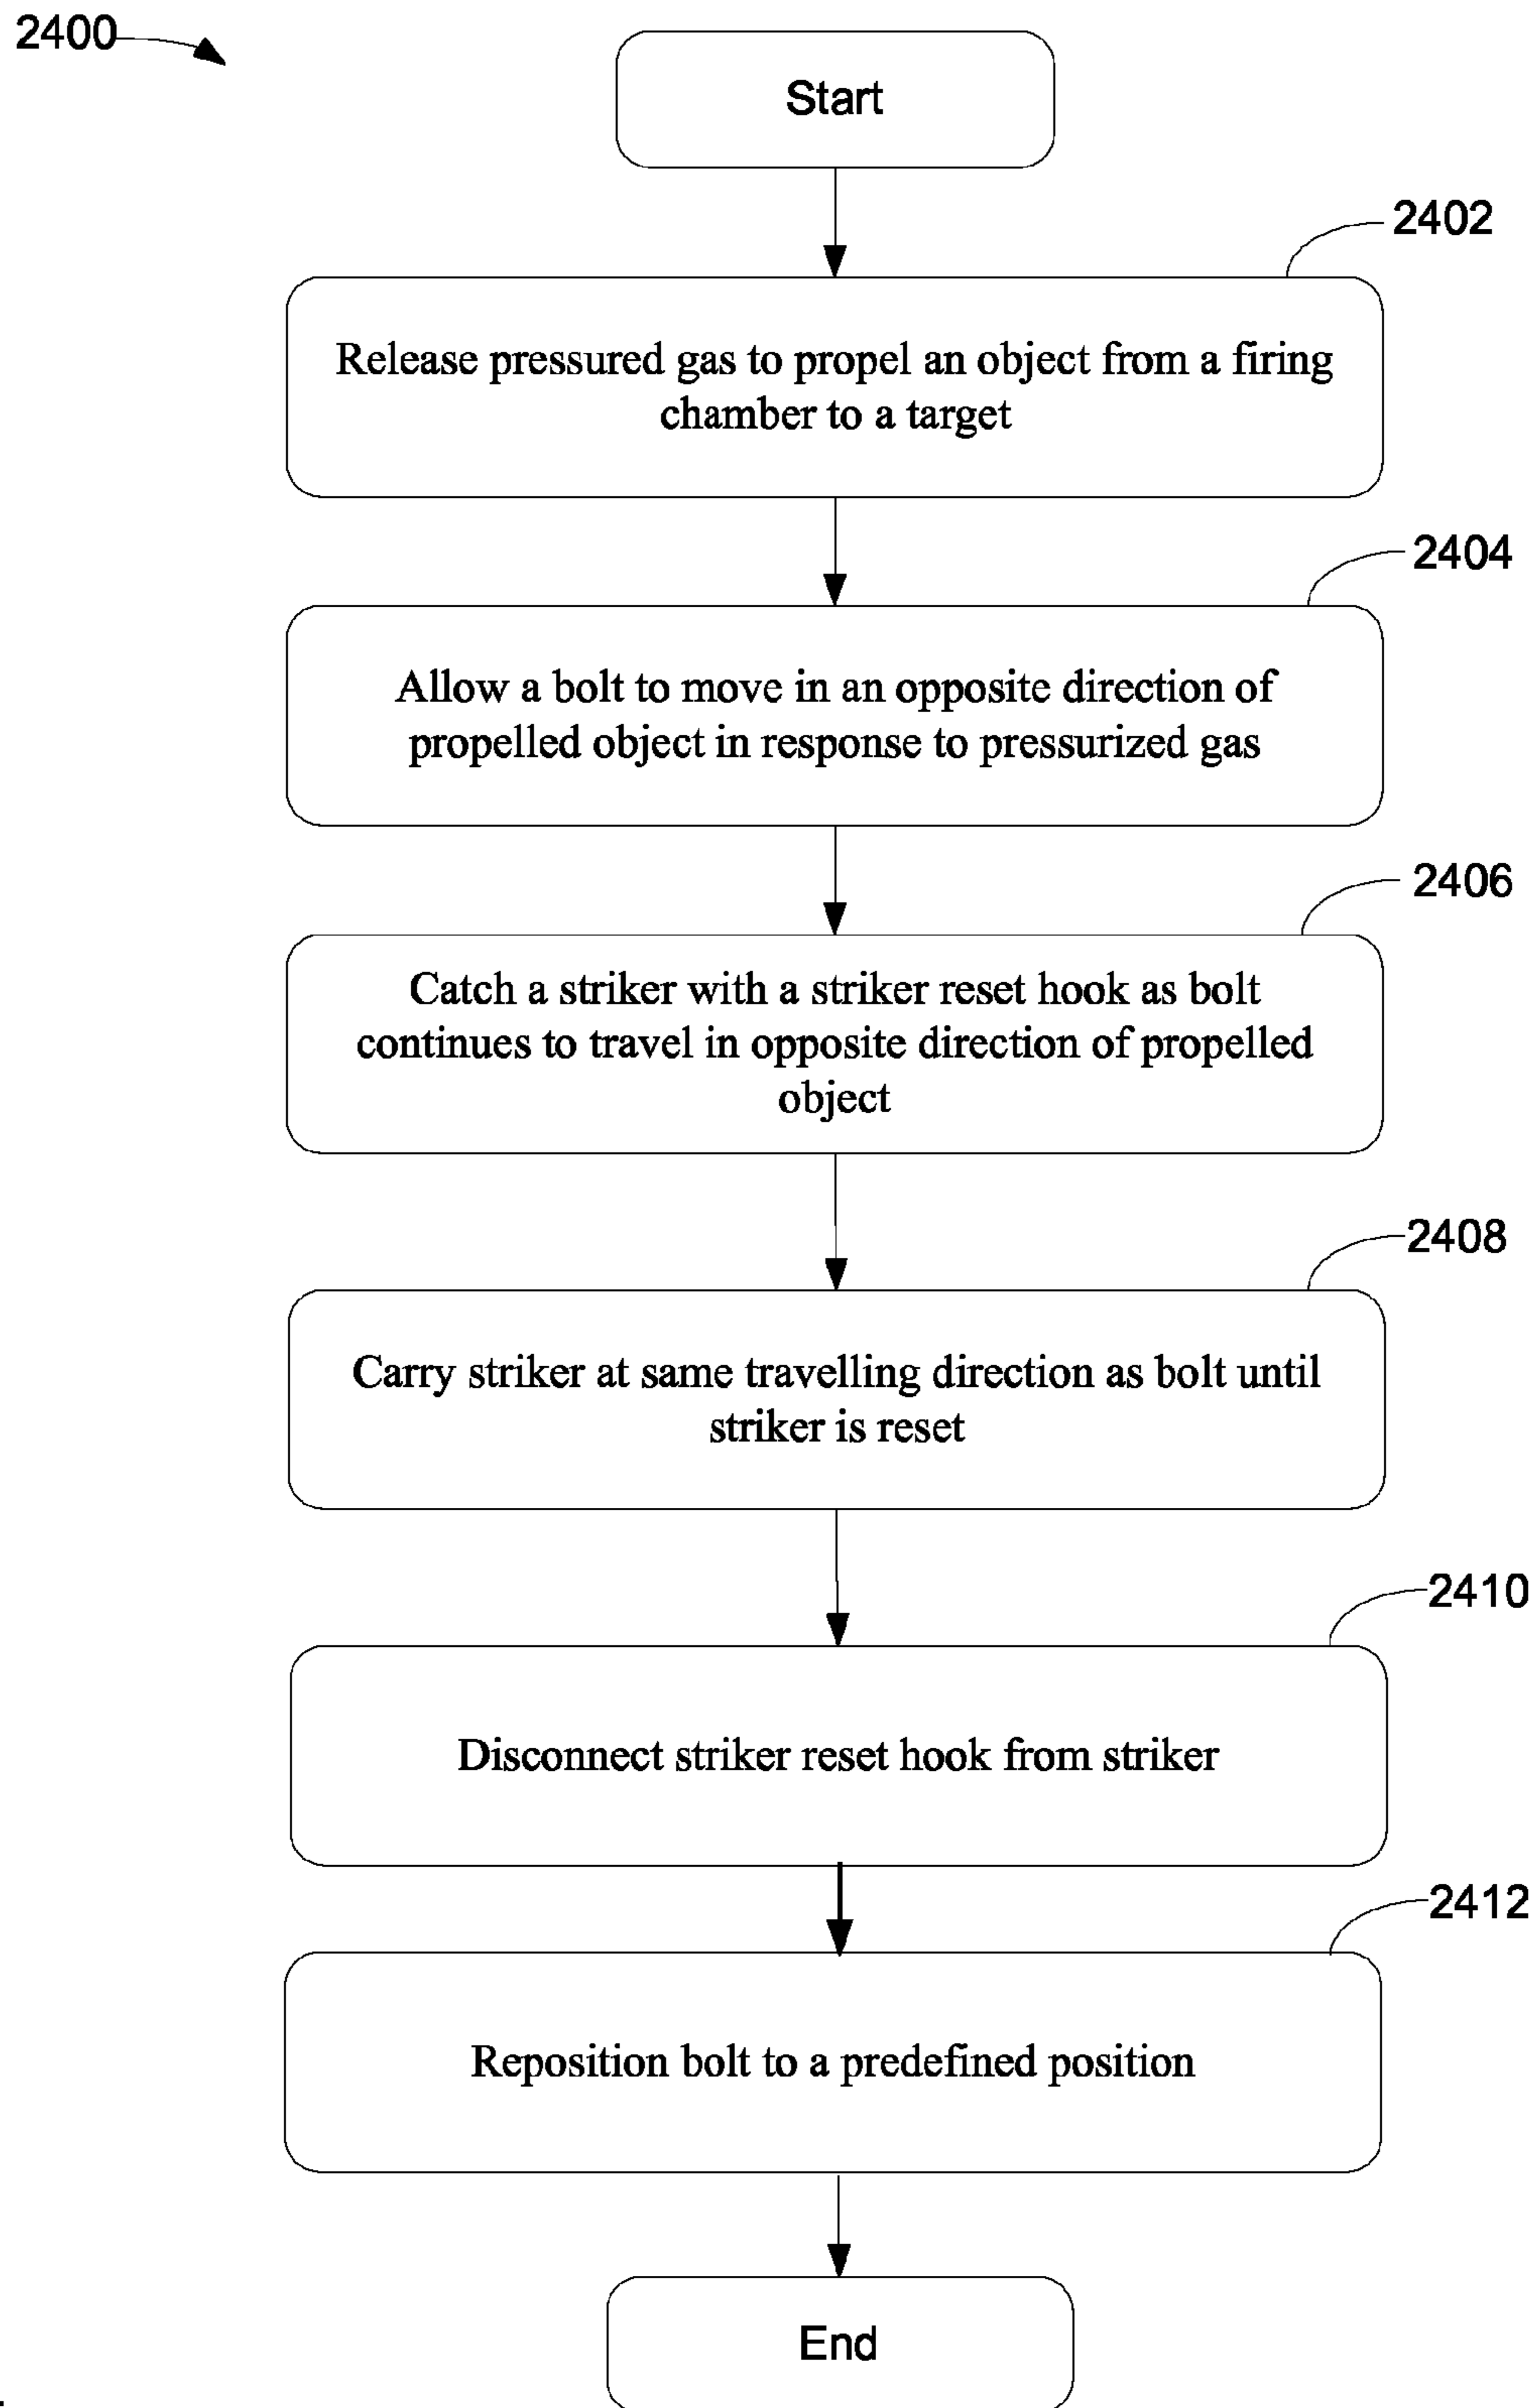 2400
Start
2402
Release pressured gas to propel an object from a firing
chamber to a target
2404
Allow a bolt to move in an opposite direction of
propelled object in response to pressurized gas
2406
Catch a striker with a striker reset hook as bolt
continues to travel in opposite direction of propelled
object
2408
Carry striker at same travelling direction as bolt until
striker is reset
2410
Disconnect striker reset hook from striker
2412
Reposition bolt to a predefined position
End